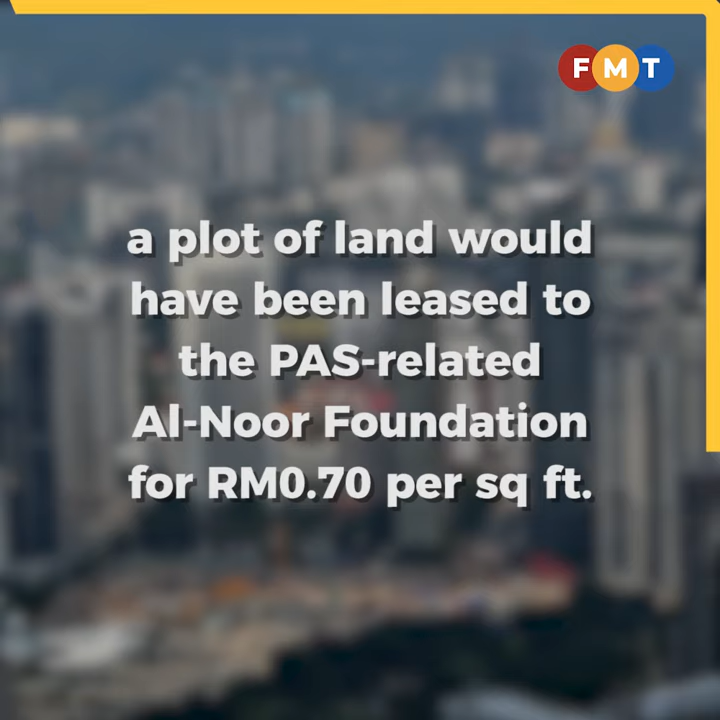 FMT
a plot of land would
have been leased to
the PAS-related
Al-Noor Foundation
for RM0.70 per sq ft.